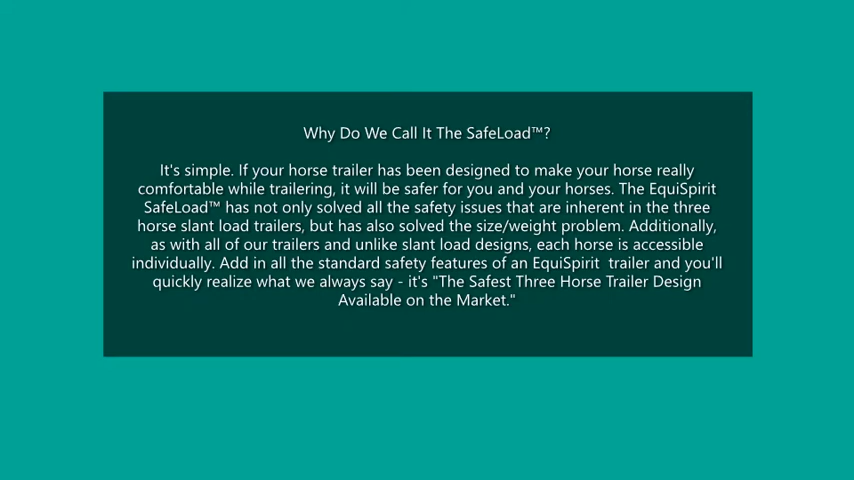 Why Do We Call It The SafeLoad™?
It's simple. If your horse trailer has been designed to make your horse really
comfortable while trailering, it will be safer for you and your horses. The EquiSpirit
SafeLoad™ has not only solved all the safety issues that are inherent in the three
horse slant load trailers, but has also solved the size/weight problem. Additionally,
as with all of our trailers and unlike slant load designs, each horse is accessible
individually. Add in all the standard safety features of an EquiSpirit  trailer and you'll
quickly realize what we always say - it's "The Safest Three Horse Trailer Design
Available on the Market."